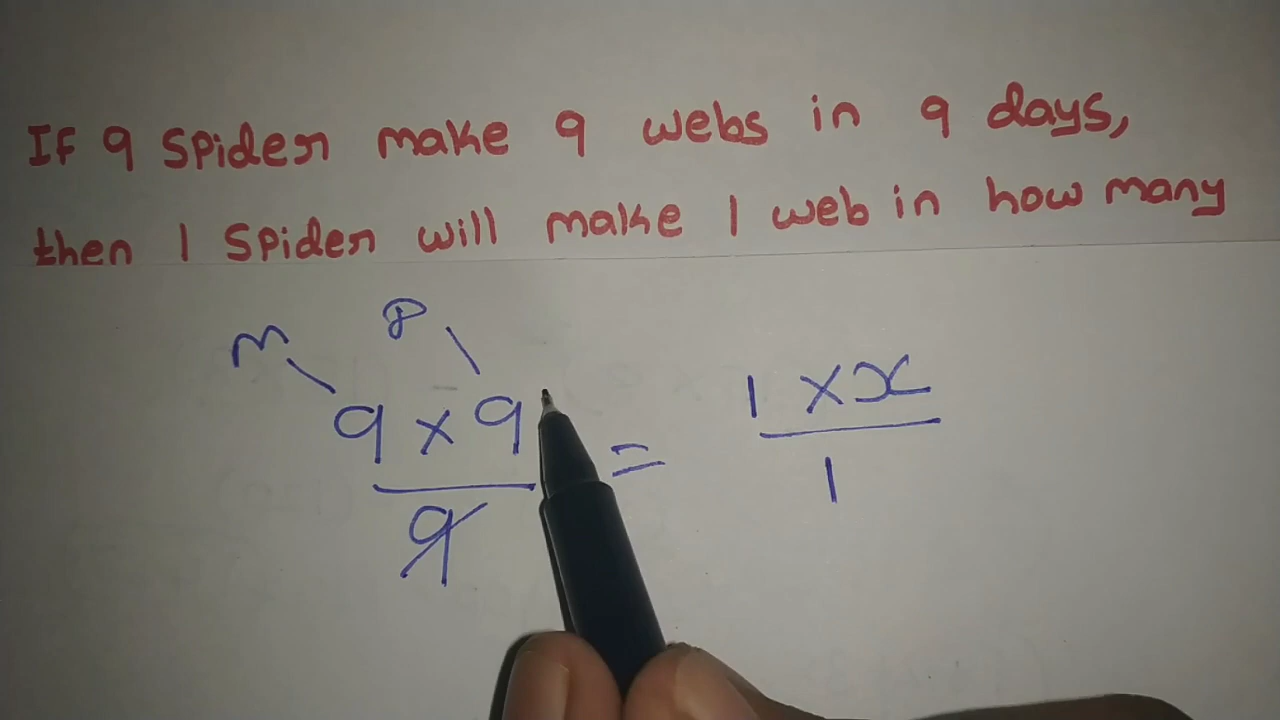 If 9 spider make 9 webs in 9 days,
then 1 spider will make 1 web in how many
M D
9 x 9 = 1 x x
9 1